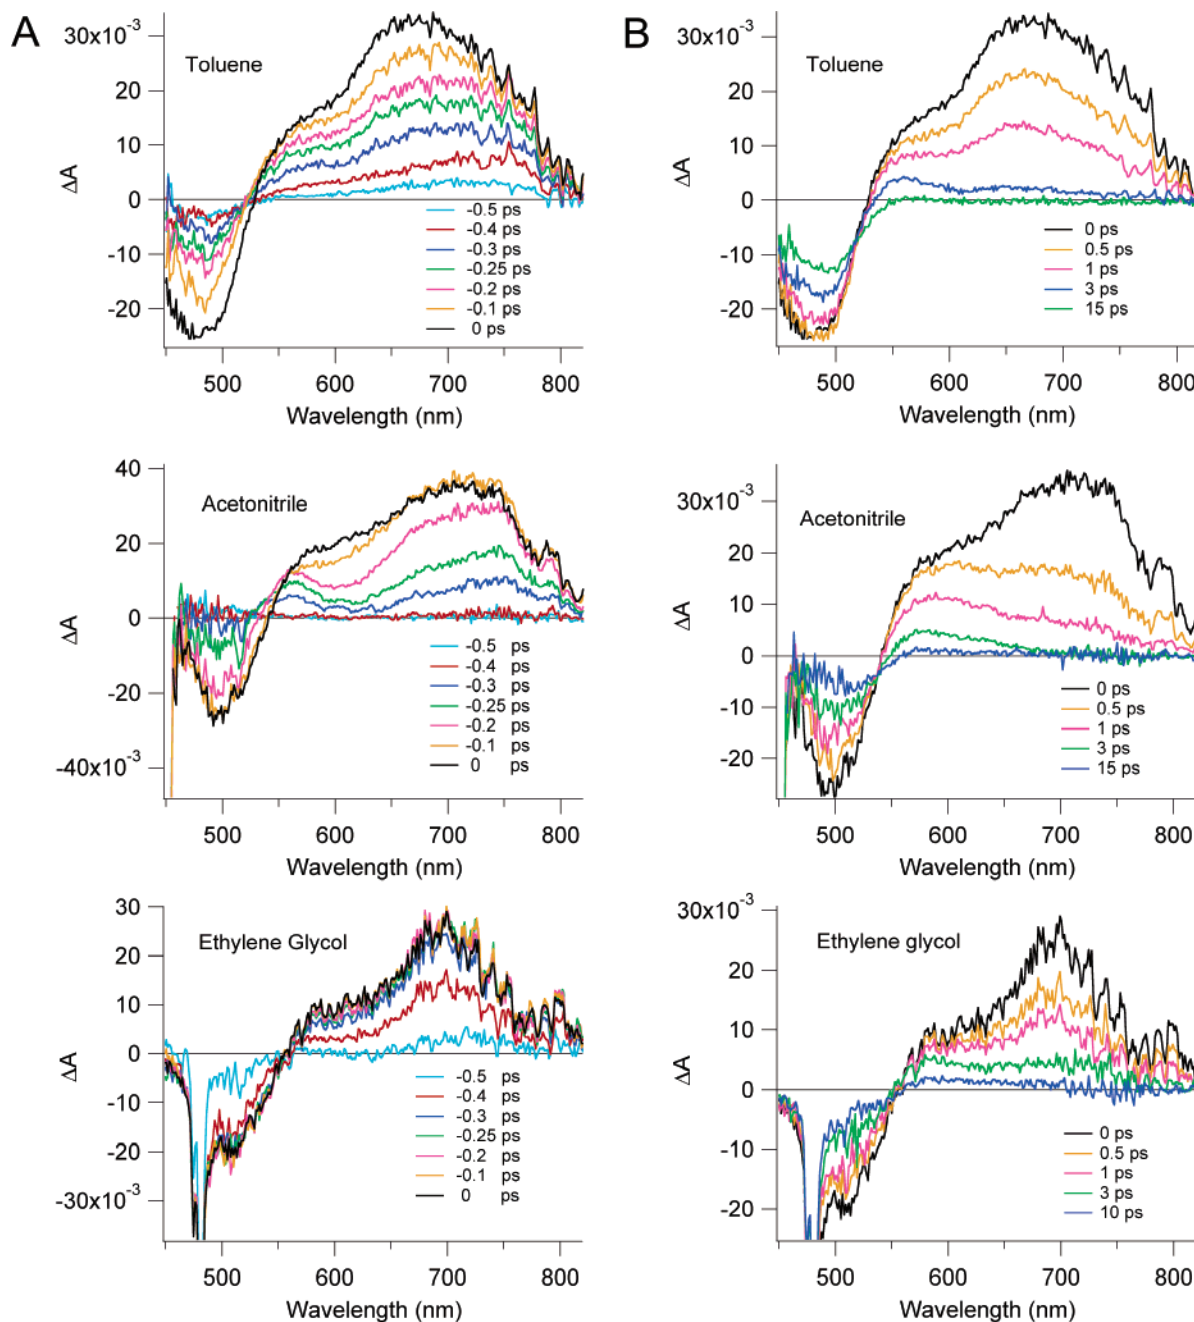 A
30x10⁻³
20
10
0
-10
-20
ΔA
Toluene
-0.5 ps
-0.4 ps
-0.3 ps
-0.25 ps
-0.2 ps
-0.1 ps
0 ps
500 600 700 800
Wavelength (nm)
B
30x10⁻³
20
10
0
-10
-20
ΔA
Toluene
0 ps
0.5 ps
1 ps
3 ps
15 ps
500 600 700 800
Wavelength (nm)
40
20
0
-20
-40x10⁻³
ΔA
Acetonitrile
-0.5 ps
-0.4 ps
-0.3 ps
-0.25 ps
-0.2 ps
-0.1 ps
0 ps
500 600 700 800
Wavelength (nm)
30x10⁻³
20
10
0
-10
-20
ΔA
Acetonitrile
0 ps
0.5 ps
1 ps
3 ps
15 ps
500 600 700 800
Wavelength (nm)
30
20
10
0
-10
-20
-30x10⁻³
ΔA
Ethylene Glycol
-0.5 ps
-0.4 ps
-0.3 ps
-0.25 ps
-0.2 ps
-0.1 ps
0 ps
500 600 700 800
Wavelength (nm)
30x10⁻³
20
10
0
-10
-20
ΔA
Ethylene glycol
0 ps
0.5 ps
1 ps
3 ps
10 ps
500 600 700 800
Wavelength (nm)